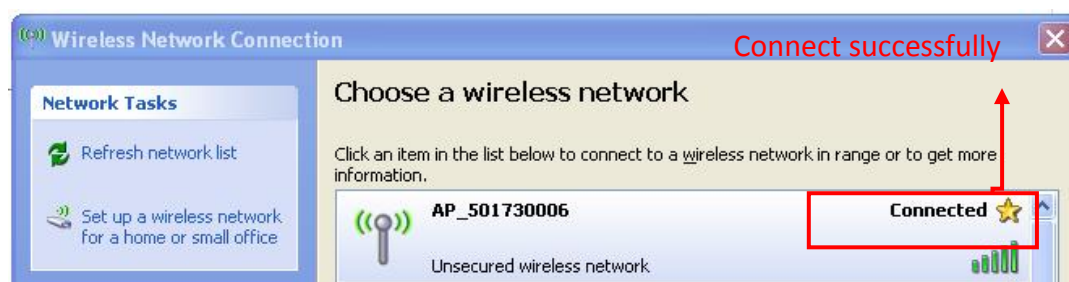 Wireless Network Connection
Connect successfully
Network Tasks
Refresh network list
Set up a wireless network
for a home or small office
Choose a wireless network
Click an item in the list below to connect to a wireless network in range or to get more
information.
AP_501730006
Connected
Unsecured wireless network